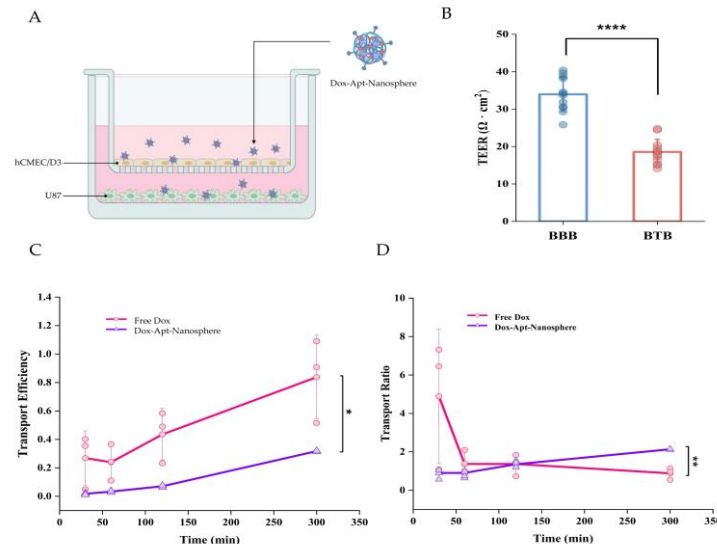 A
Dox-Apt-Nanosphere
hCMEC/D3
U87
B
****
TEER (Ω · cm²)
50
40
30
20
10
0
BBB
BTB
C
Transport Efficiency
1.4
1.2
1.0
0.8
0.6
0.4
0.2
0.0
Free Dox
Dox-Apt-Nanosphere
*
0
50
100
150
200
250
300
350
Time (min)
D
Transport Ratio
10
8
6
4
2
0
Free Dox
Dox-Apt-Nanosphere
**
0
50
100
150
200
250
300
350
Time (min)